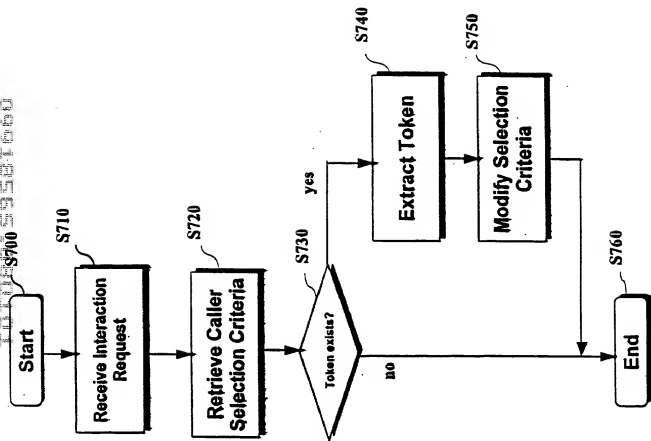 S700
Start
S710
Receive Interaction
Request
S720
Retrieve Caller
Selection Criteria
S730
Token exists?
yes
no
S740
Extract Token
S750
Modify Selection
Criteria
S760
End